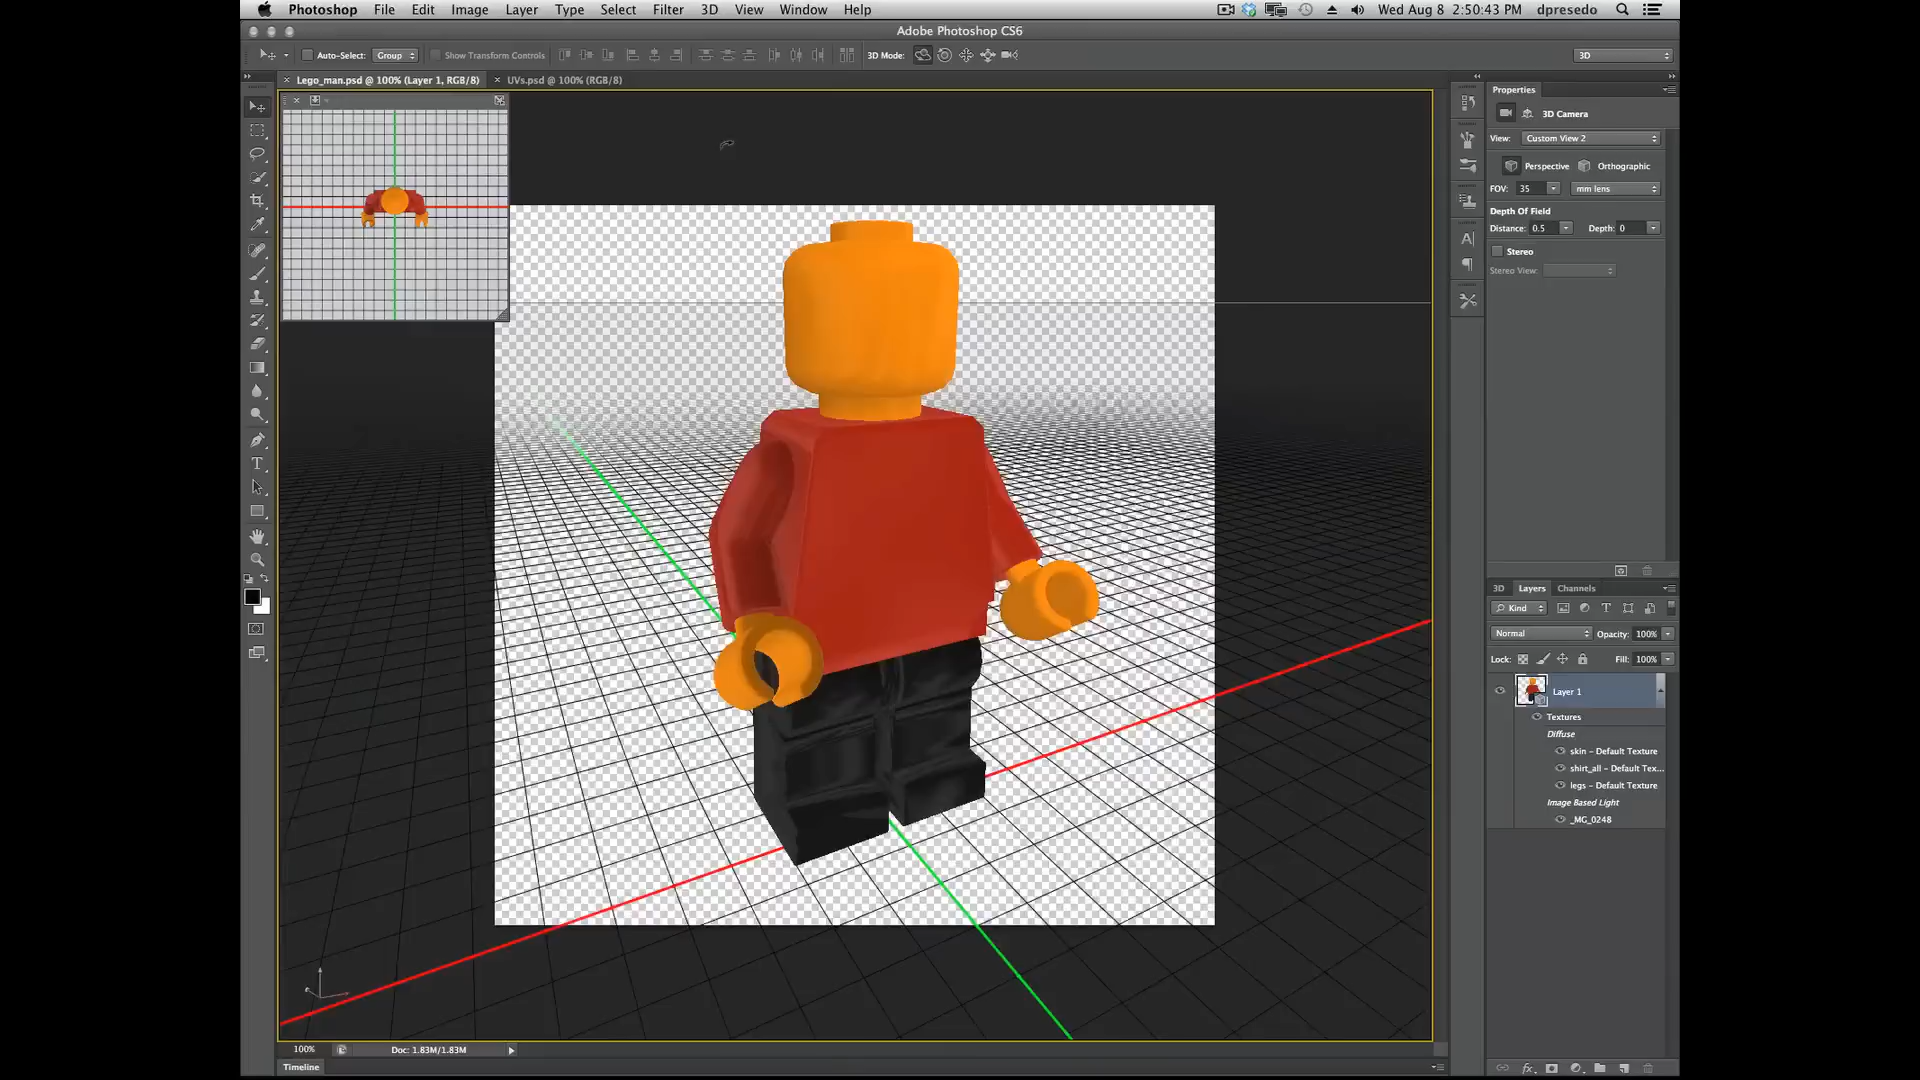 Photoshop File Edit Image Layer Type Select Filter 3D View Window Help Wed Aug 8 2:50:43 PM dpresedo
Adobe Photoshop CS6
Auto-Select: Group Show Transform Controls 3D Mode: 3D
Lego_man.psd @ 100% (Layer 1, RGB/8) UVs.psd @ 100% (RGB/8)
Properties
3D Camera
View: Custom View 2
Perspective Orthographic
FOV: 35 mm lens
Depth Of Field
Distance: 0.5 Depth: 0
Stereo
Stereo View:
3D Layers Channels
Kind
Normal Opacity: 100%
Lock: Fill: 100%
Layer 1
Textures
Diffuse
skin - Default Texture
shirt_all - Default Tex...
legs - Default Texture
Image Based Light
_MG_0248
100% Doc: 1.83M/1.83M
Timeline